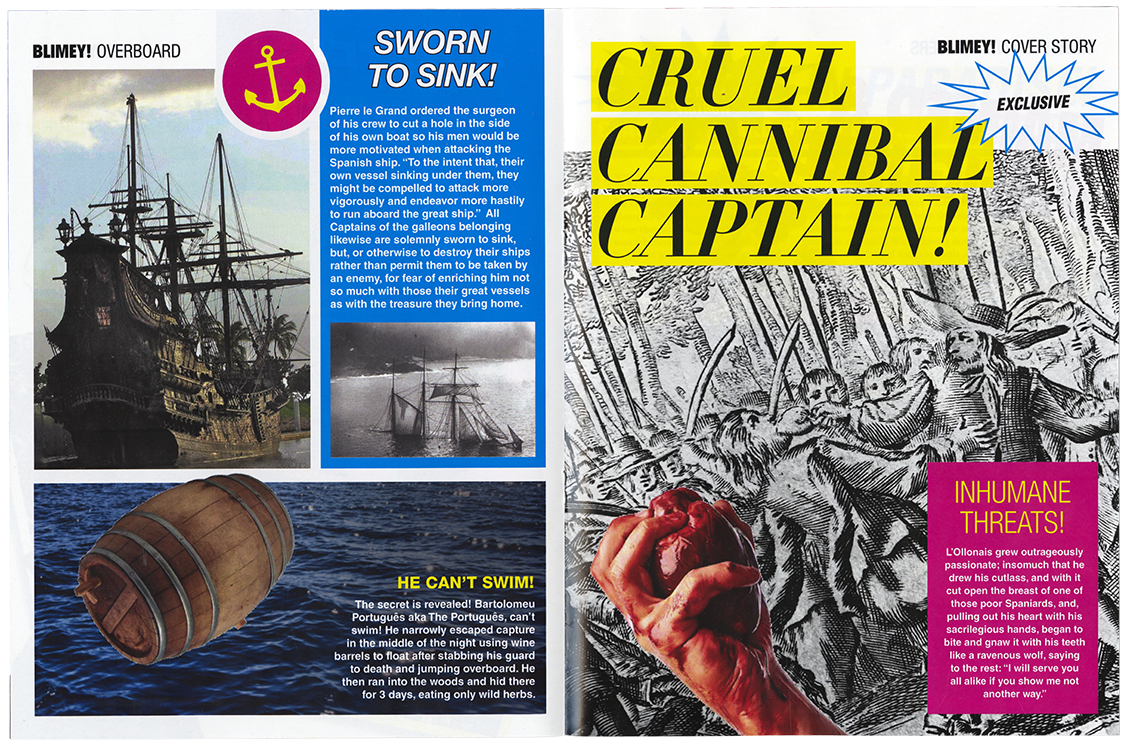 BLIMEY! OVERBOARD
SWORN
TO SINK!
Pierre le Grand ordered the surgeon
of his crew to cut a hole in the side
of his own boat so his men would be
more motivated when attacking the
Spanish ship. “To the intent that, their
own vessel sinking under them, they
might be compelled to attack more
vigorously and endeavor more hastily
to run aboard the great ship.” All
Captains of the galleons belonging
likewise are solemnly sworn to sink,
but, or otherwise to destroy their ships
rather than permit them to be taken by
an enemy, for fear of enriching him not
so much with those their great vessels
as with the treasure they bring home.
HE CAN’T SWIM!
The secret is revealed! Bartolomeu
Português aka The Português, can’t
swim! He narrowly escaped capture
in the middle of the night using wine
barrels to float after stabbing his guard
to death and jumping overboard. He
then ran into the woods and hid there
for 3 days, eating only wild herbs.
BLIMEY! COVER STORY
EXCLUSIVE
CRUEL
CANNIBAL
CAPTAIN!
INHUMANE
THREATS!
L’Ollonais grew outrageously
passionate; insomuch that he
drew his cutlass, and with it
cut open the breast of one of
those poor Spaniards, and,
pulling out his heart with his
sacrilegious hands, began to
bite and gnaw it with his teeth
like a ravenous wolf, saying
to the rest: “I will serve you
all alike if you show me not
another way.”